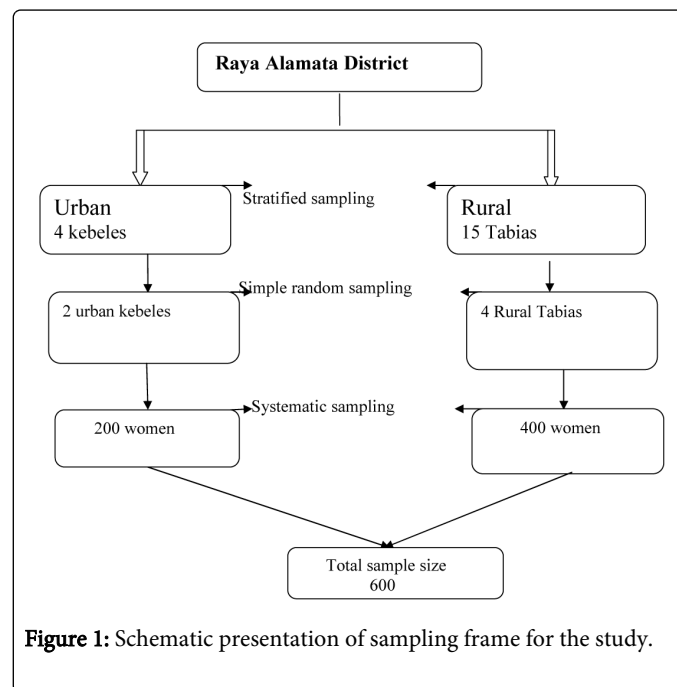 Raya Alamata District
Urban
4 kebeles
Stratified sampling
Rural
15 Tabias
Simple random sampling
2 urban kebeles
4 Rural Tabias
Systematic sampling
200 women
400 women
Total sample size
600
Figure 1: Schematic presentation of sampling frame for the study.